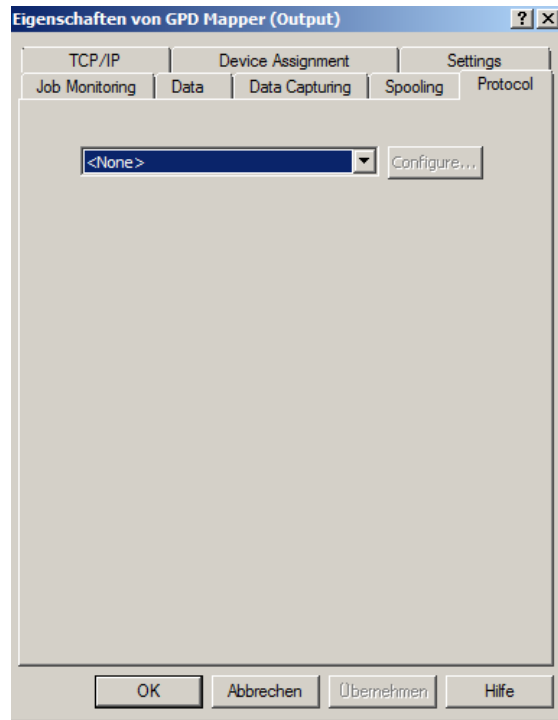 Eigenschaften von GPD Mapper (Output)
TCP/IP Device Assignment Settings
Job Monitoring Data Data Capturing Spooling Protocol
<None> Configure...
OK Abbrechen Übernehmen Hilfe